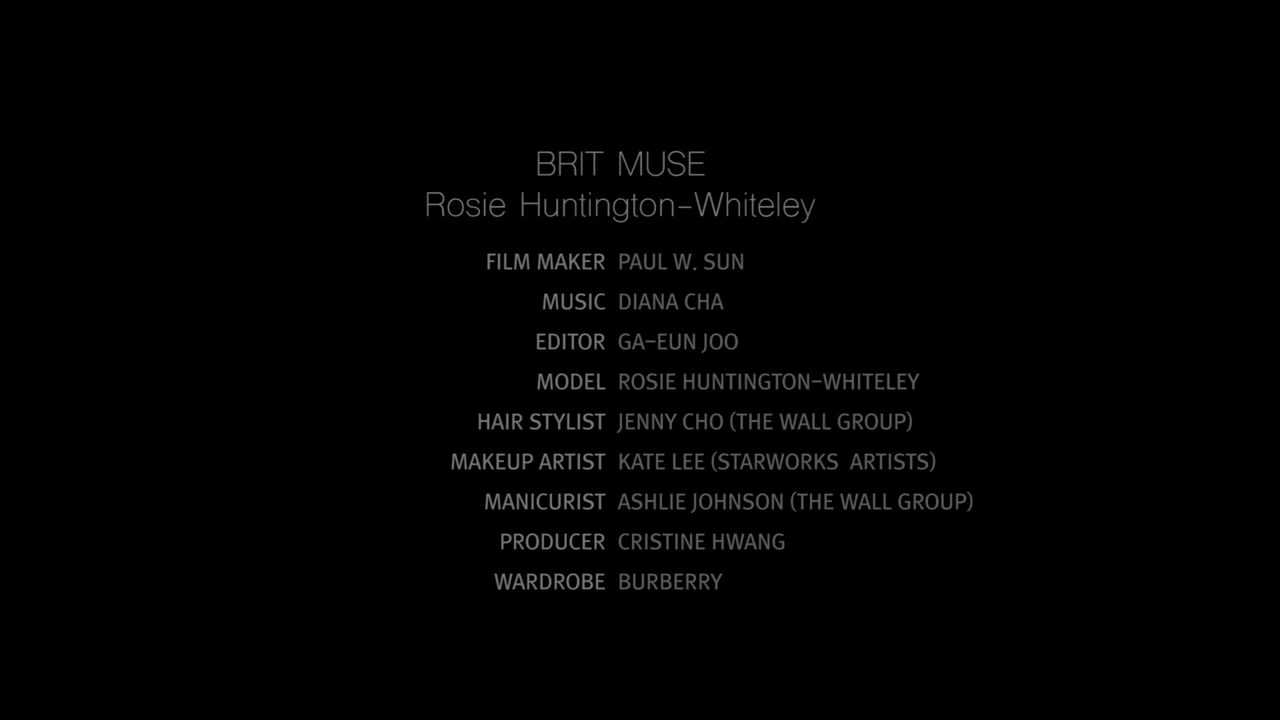 BRIT MUSE
Rosie Huntington-Whiteley
FILM MAKER PAUL W. SUN
MUSIC DIANA CHA
EDITOR GA-EUN JOO
MODEL ROSIE HUNTINGTON-WHITELEY
HAIR STYLIST JENNY CHO (THE WALL GROUP)
MAKEUP ARTIST KATE LEE (STARWORKS ARTISTS)
MANICURIST ASHLIE JOHNSON (THE WALL GROUP)
PRODUCER CRISTINE HWANG
WARDROBE BURBERRY